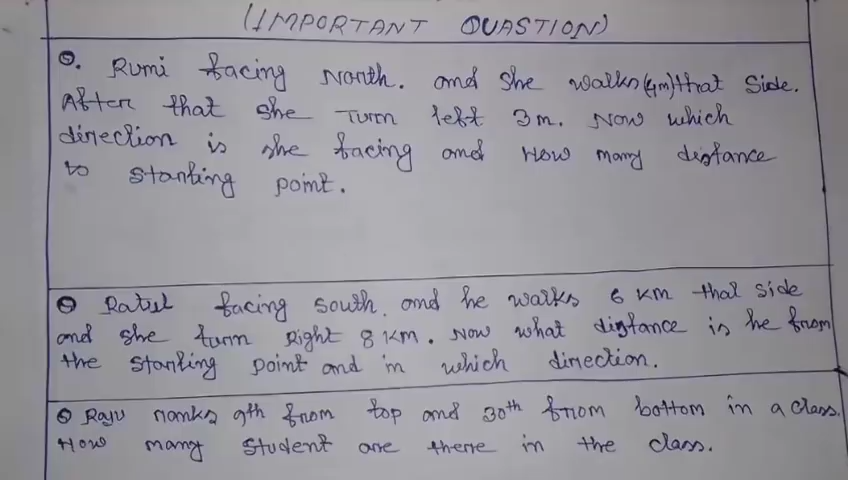 (IMPORTANT QUASTION)
Q. Rumi facing North. and she walks (4m) that Side.
After that she Turn left 3m. Now which
direction is she facing and How many distance
to starting point.
Q Ratul facing south. and he walks 6 KM that side
and she turn Right 8 KM. Now what distance is he from
the starting point and in which direction.
Q Raju ranks 9th from top and 30th from bottom in a class.
How many student are there in the class.